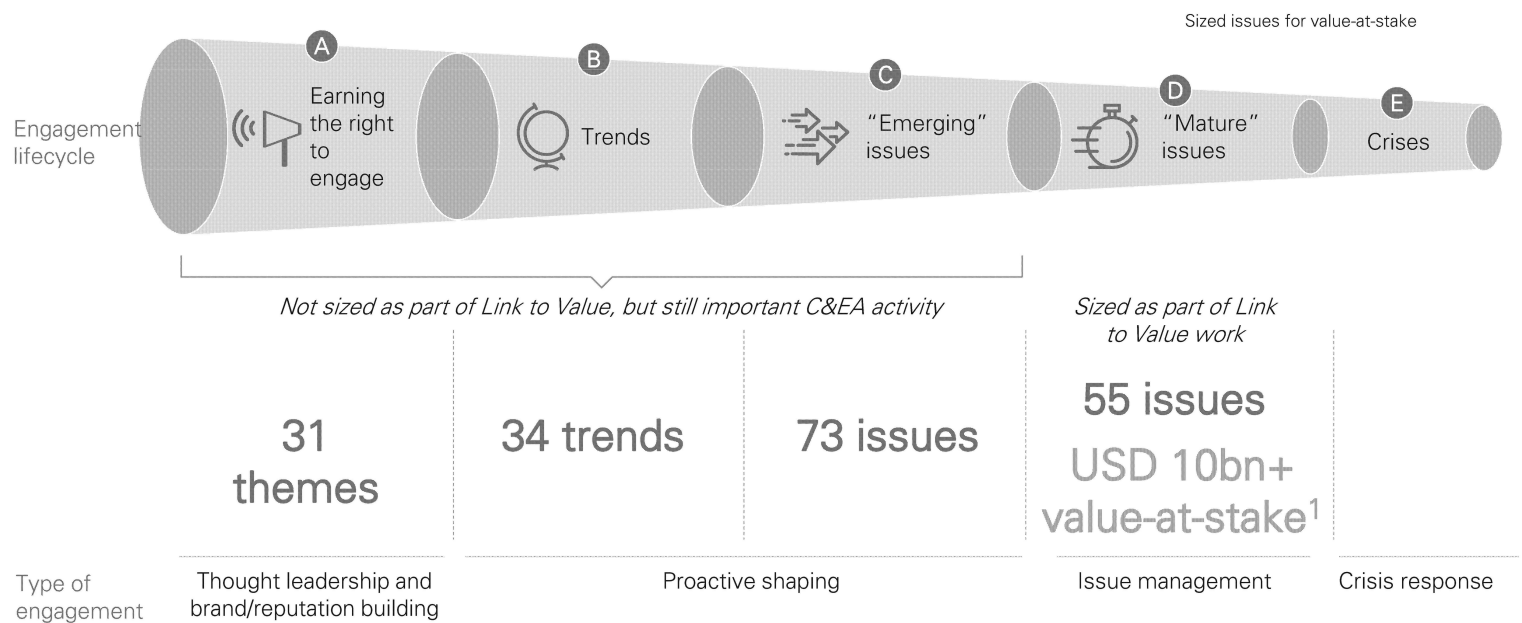 Sized issues for value-at-stake
Engagement
lifecycle
A
Earning
the right
to
engage
B
Trends
C
“Emerging”
issues
D
“Mature”
issues
E
Crises
Not sized as part of Link to Value, but still important C&EA activity
Sized as part of Link
to Value work
31
themes
34 trends
73 issues
55 issues
USD 10bn+
value-at-stake1
Type of
engagement
Thought leadership and
brand/reputation building
Proactive shaping
Issue management
Crisis response